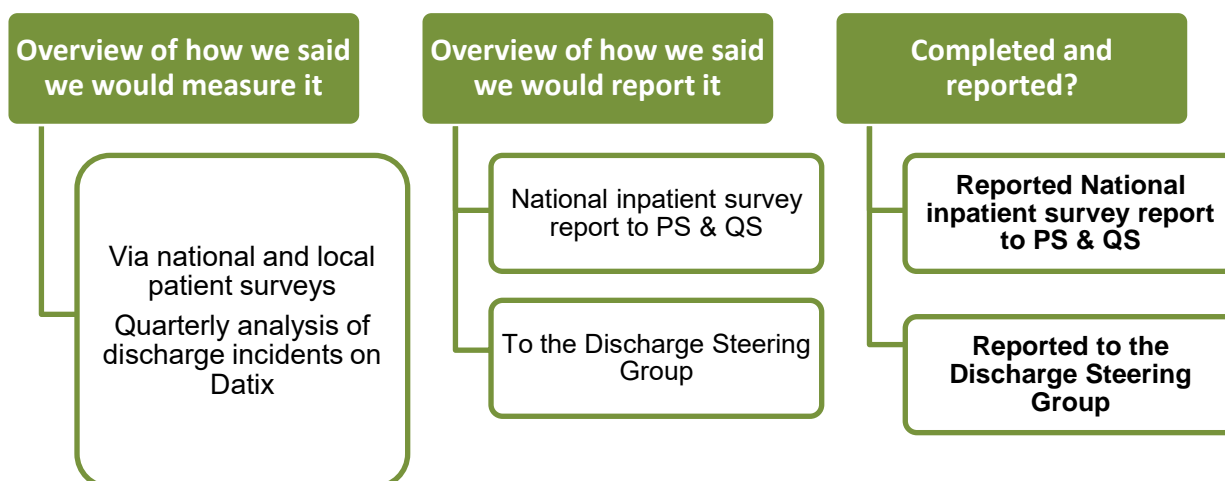 Overview of how we said
we would measure it
Via national and local
patient surveys
Quarterly analysis of
discharge incidents on
Datix
Overview of how we said
we would report it
National inpatient survey
report to PS & QS
To the Discharge Steering
Group
Completed and
reported?
Reported National
inpatient survey report
to PS & QS
Reported to the
Discharge Steering
Group